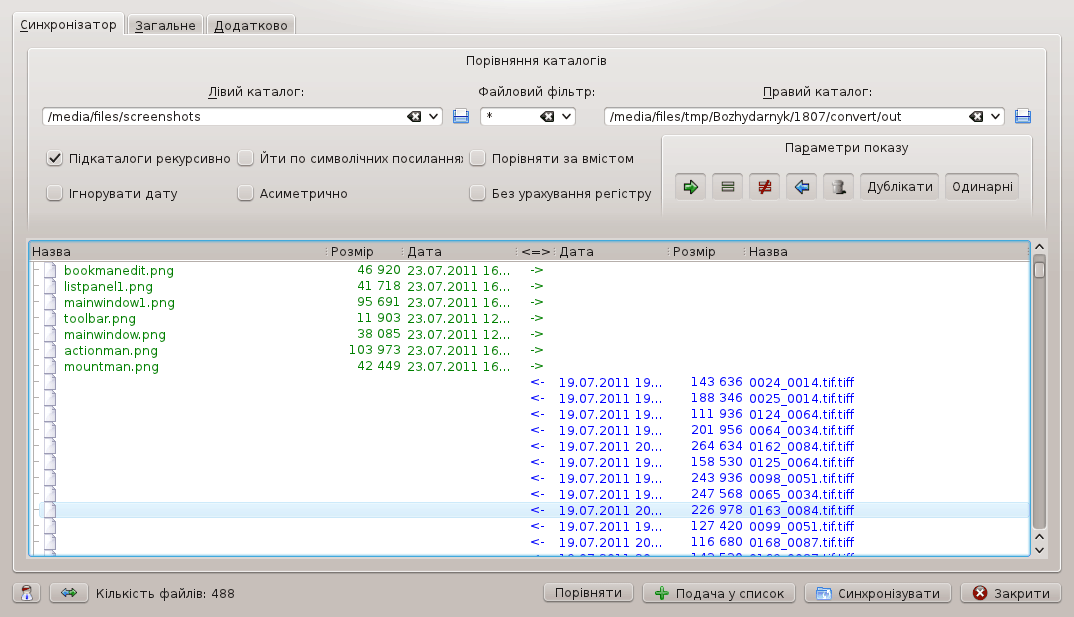 Синхронізатор Загальне Додатково
Порівняння каталогів
Лівий каталог: Файловий фільтр: Правий каталог:
/media/files/screenshots * /media/files/tmp/Bozhydarnyk/1807/convert/out
Параметри показу
Підкаталоги рекурсивно Йти по символічних посилання Порівняти за вмістом
Дублікати Одинарні
Ігнорувати дату Асиметрично Без урахування регістру
Назва Розмір Дата <=> Дата Розмір Назва
bookmanedit.png 46 920 23.07.2011 16... ->
listpanel1.png 41 718 23.07.2011 16... ->
mainwindow1.png 95 691 23.07.2011 16... ->
toolbar.png 11 903 23.07.2011 12... ->
mainwindow.png 38 085 23.07.2011 12... ->
actionman.png 103 973 23.07.2011 16... ->
mountman.png 42 449 23.07.2011 16... ->
<- 19.07.2011 19... 143 636 0024_0014.tif.tiff
<- 19.07.2011 19... 188 346 0025_0014.tif.tiff
<- 19.07.2011 19... 111 936 0124_0064.tif.tiff
<- 19.07.2011 19... 201 956 0064_0034.tif.tiff
<- 19.07.2011 20... 264 634 0162_0084.tif.tiff
<- 19.07.2011 19... 158 530 0125_0064.tif.tiff
<- 19.07.2011 19... 243 936 0098_0051.tif.tiff
<- 19.07.2011 19... 247 568 0065_0034.tif.tiff
<- 19.07.2011 20... 226 978 0163_0084.tif.tiff
<- 19.07.2011 19... 127 420 0099_0051.tif.tiff
<- 19.07.2011 20... 116 680 0168_0087.tif.tiff
Кількість файлів: 488 Порівняти Подача у список Синхронізувати Закрити